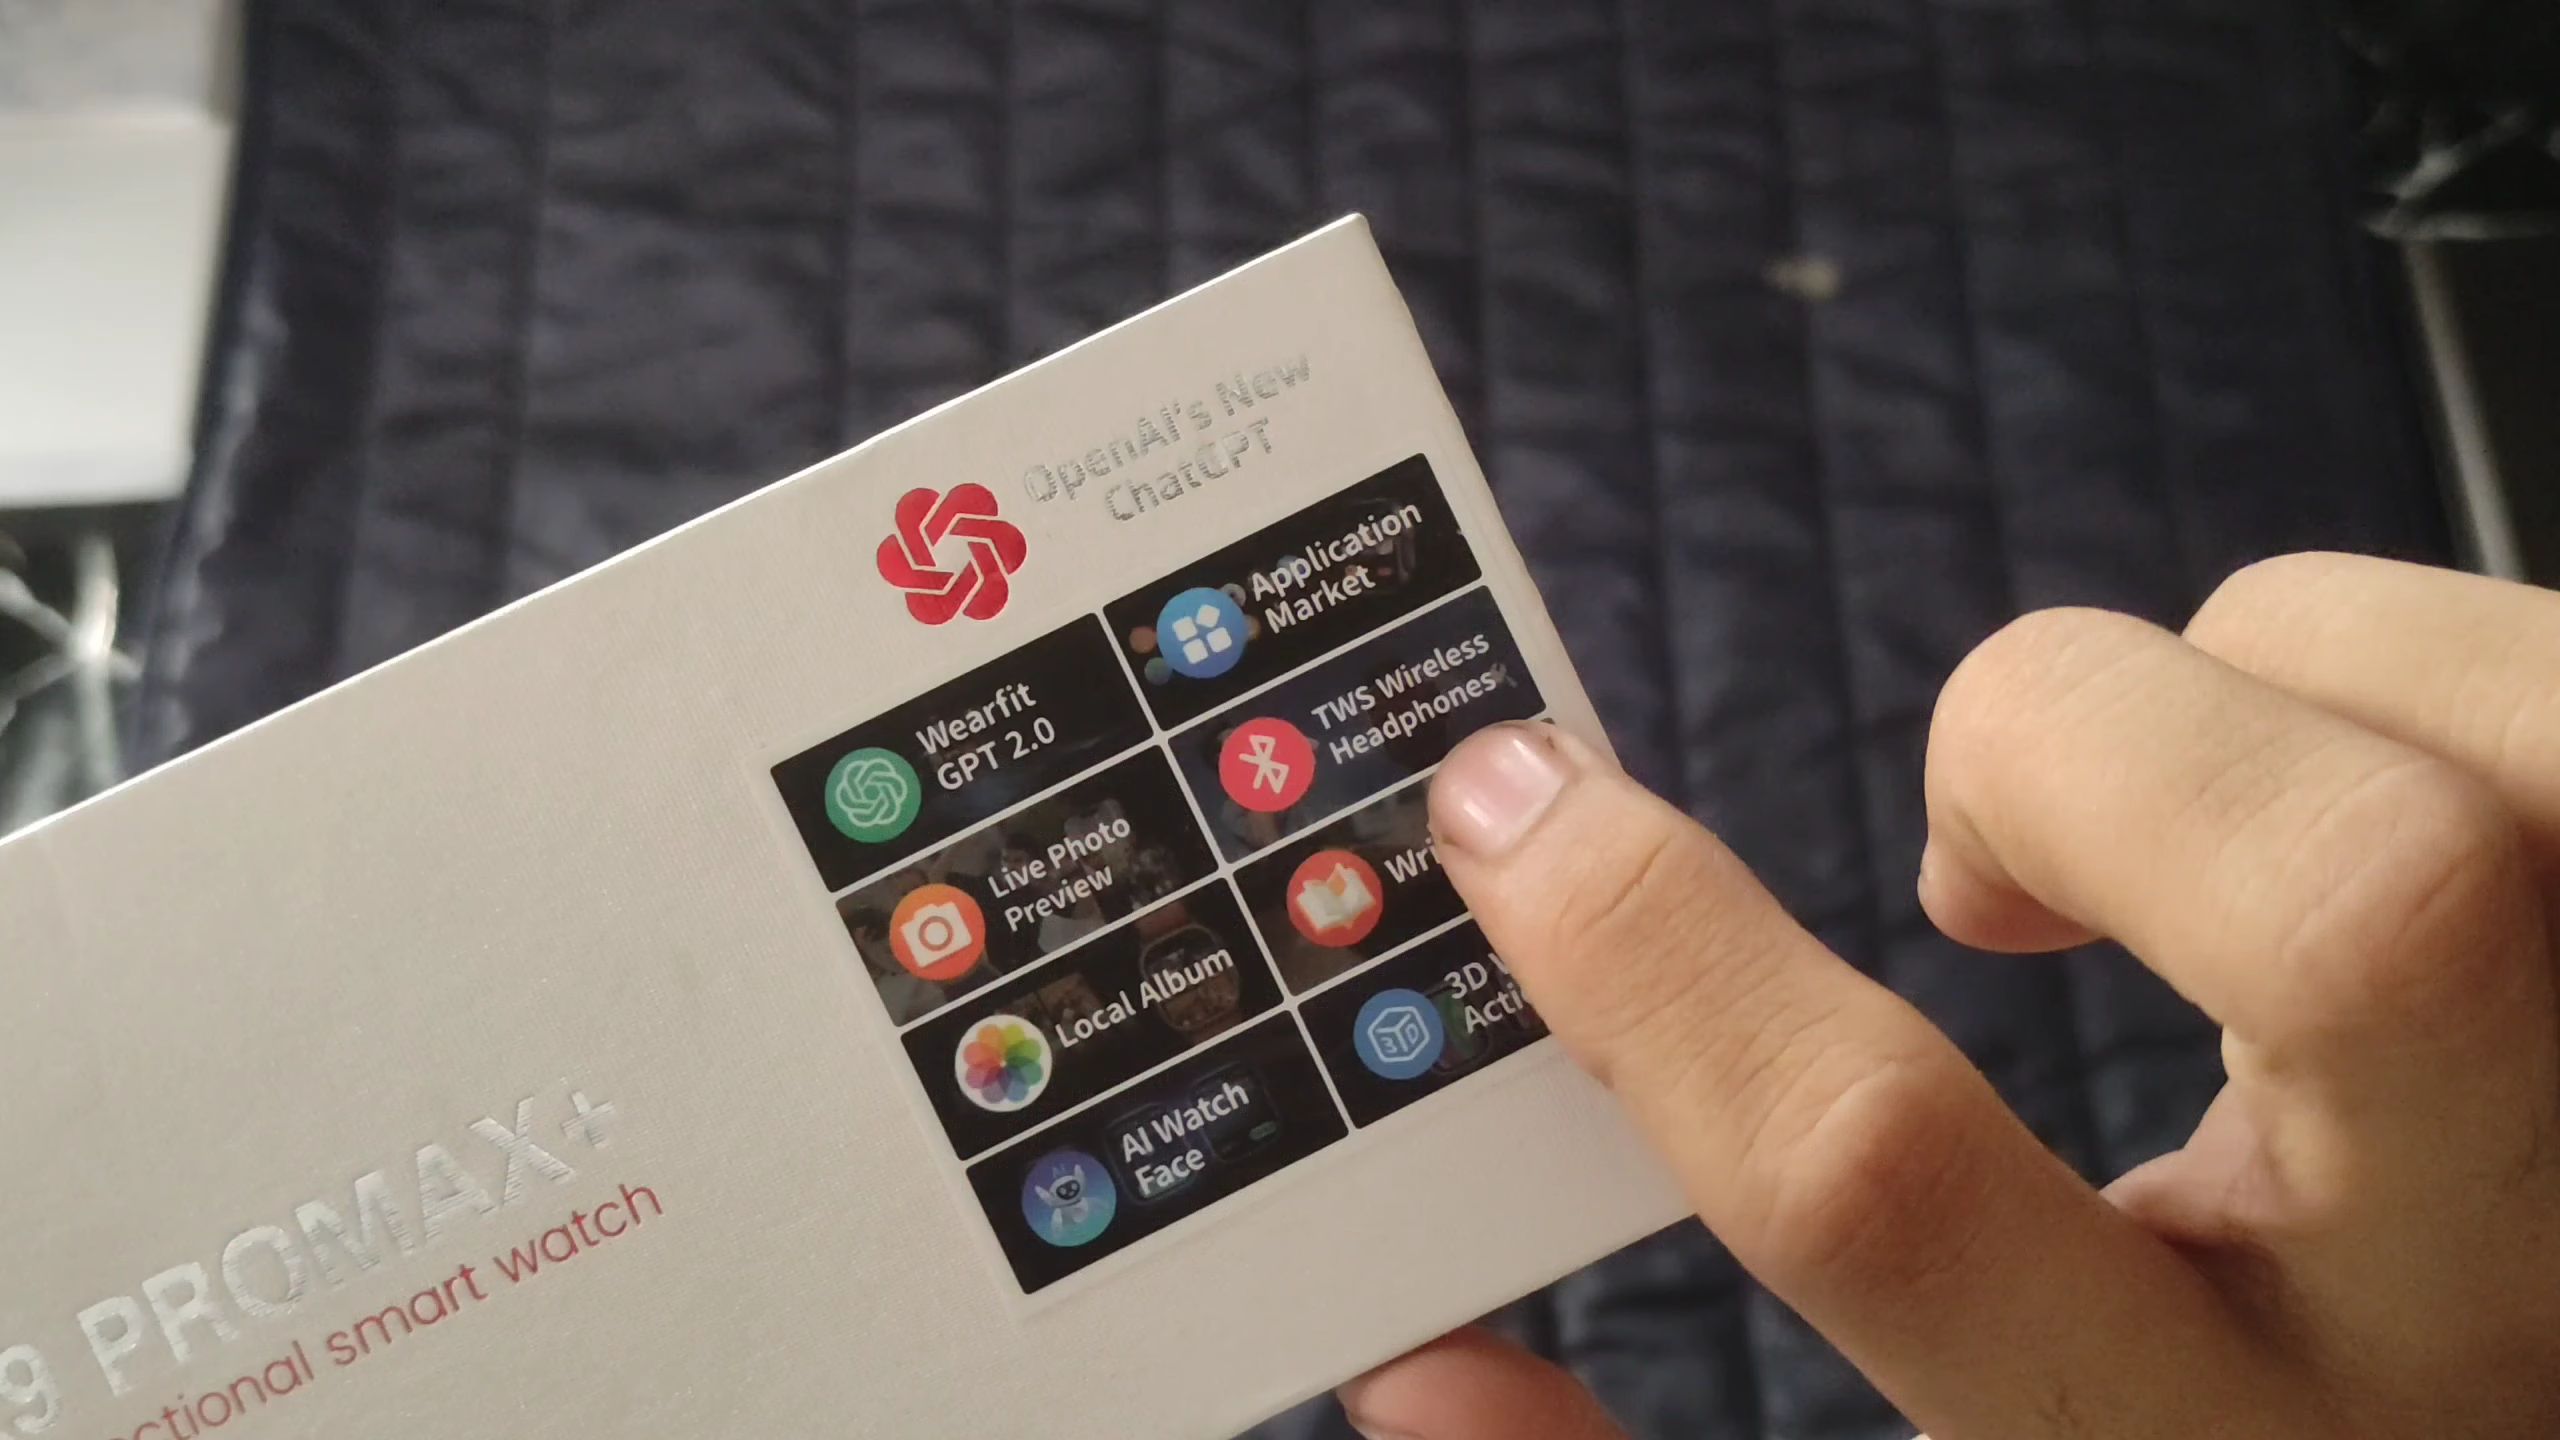 OpenAI's New
ChatGPT
Application
Market
Wearfit
GPT 2.0
TWS Wireless
Headphones
Live Photo
Preview
Local Album
3D
AI Watch
Face
9 PROMAX+
smart watch